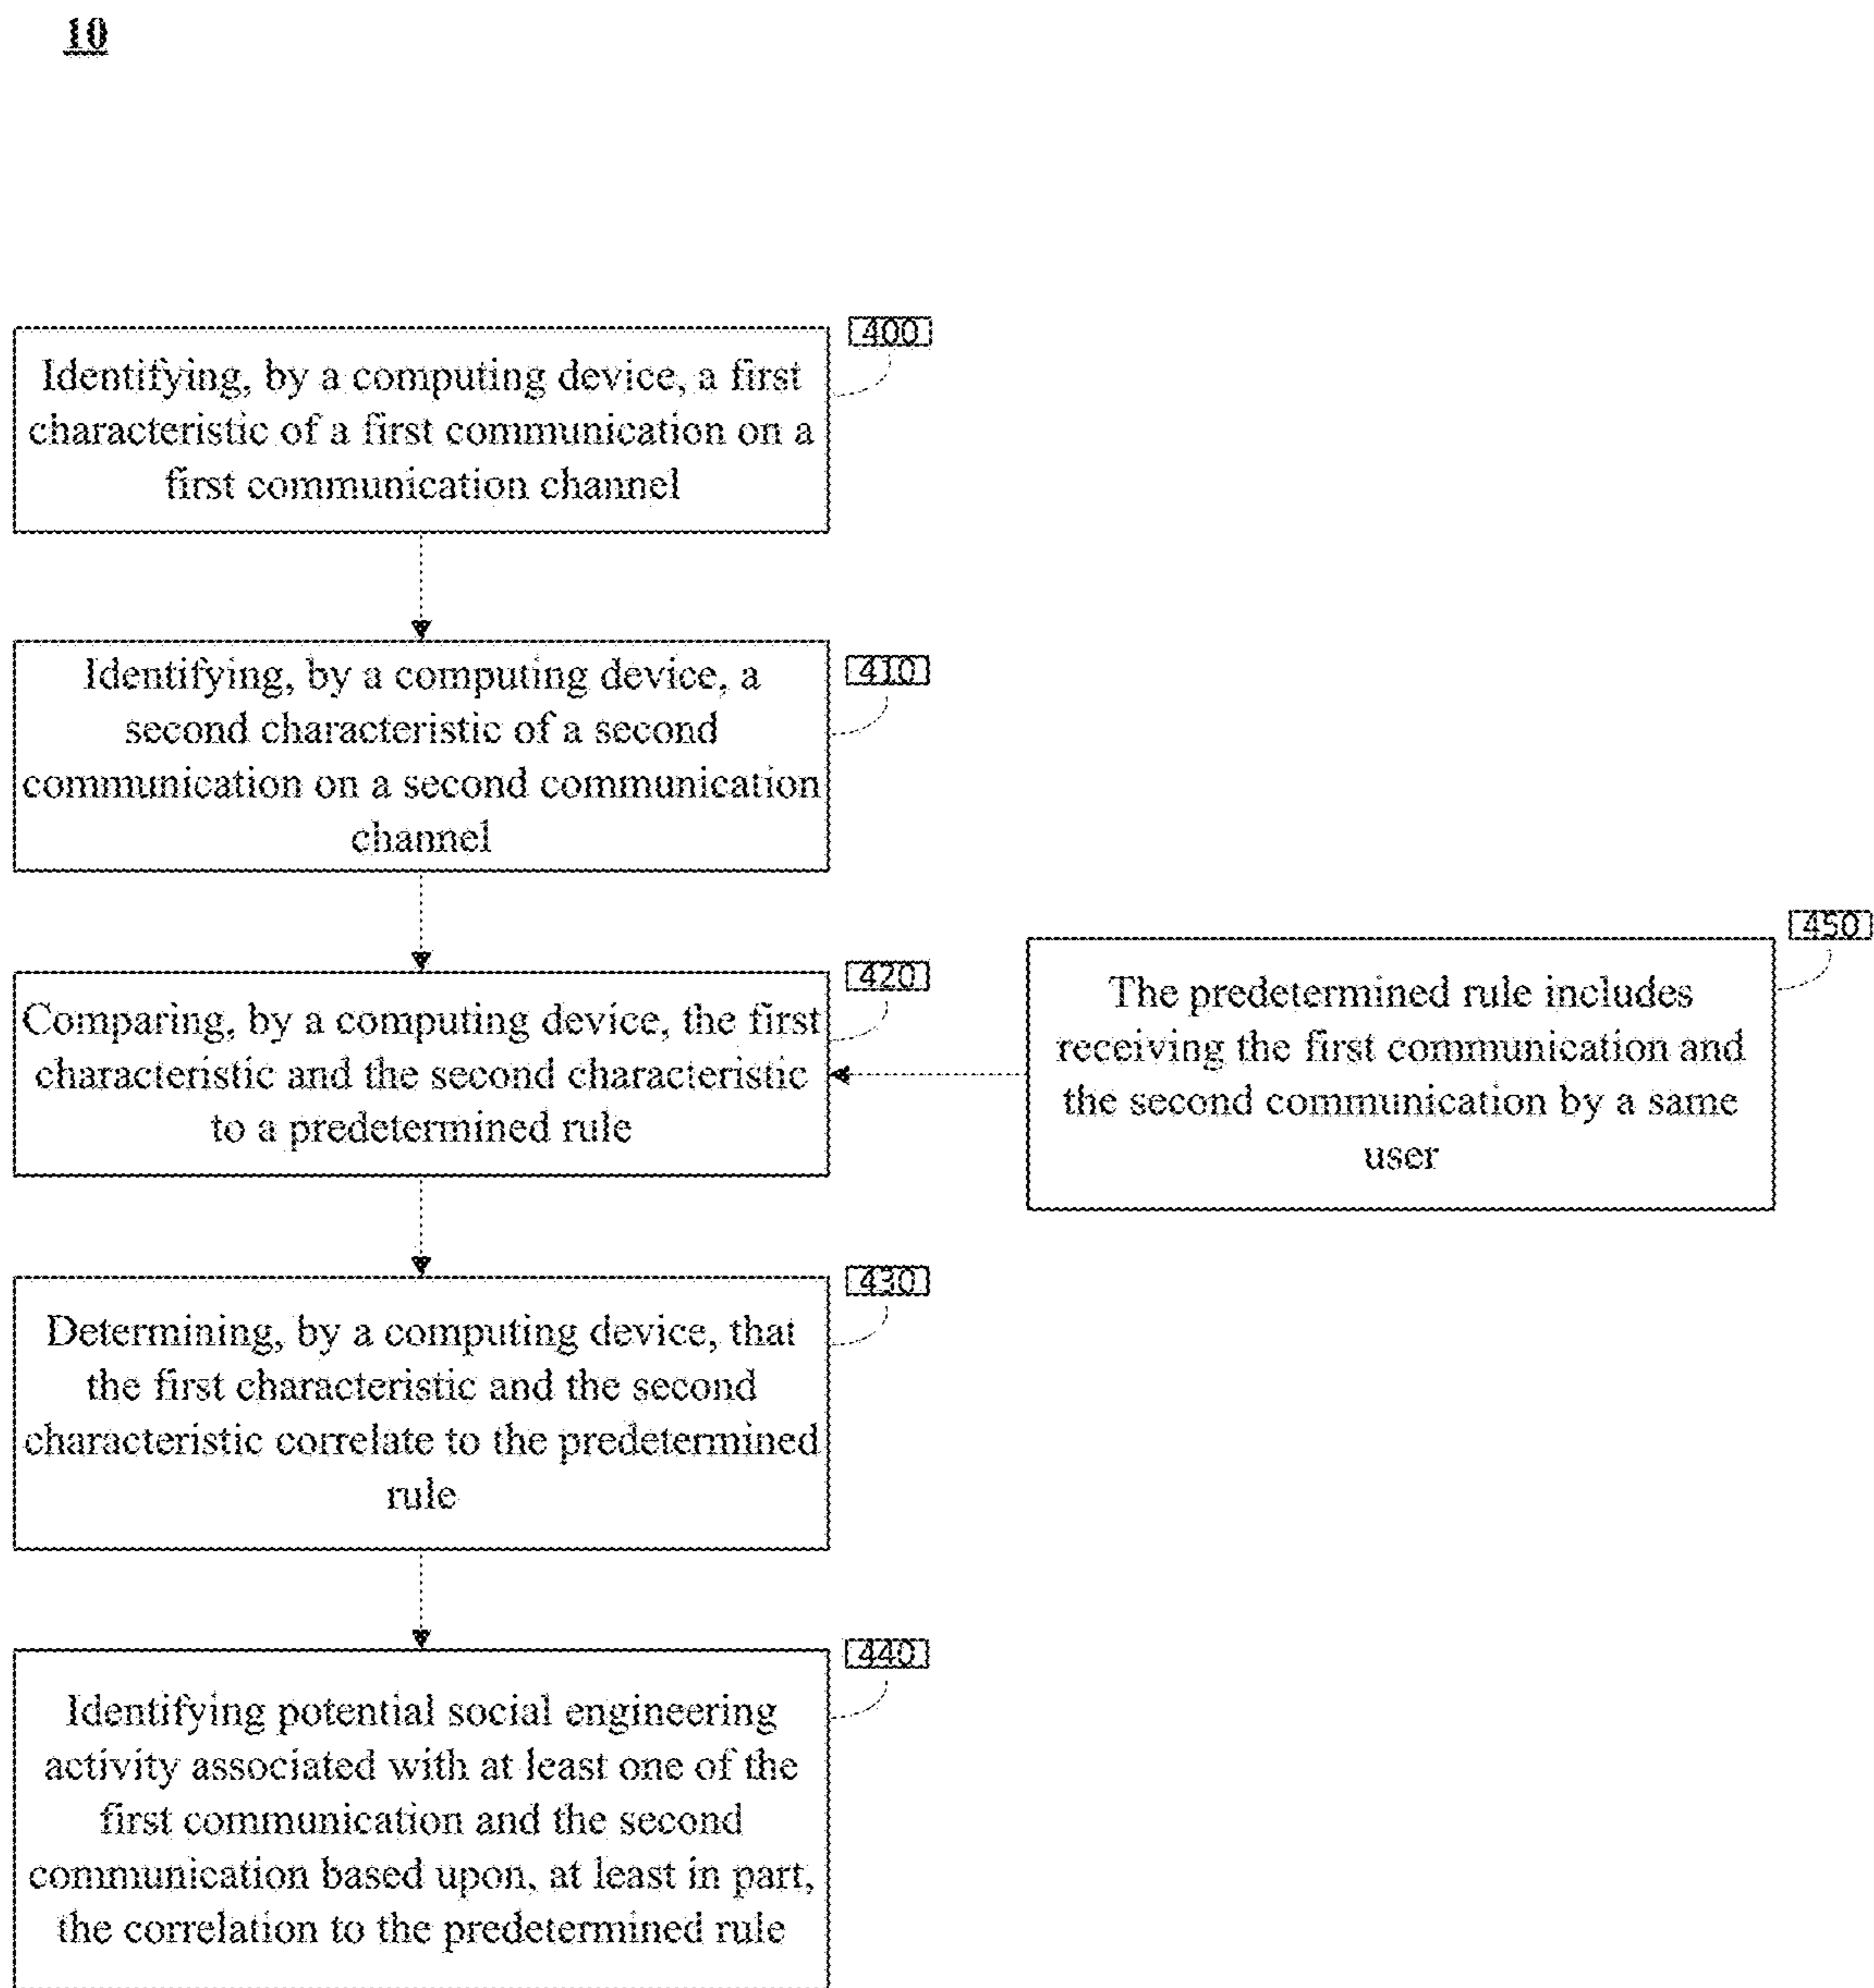 10
400
Identifying, by a computing device, a first
characteristic of a first communication on a
first communication channel
410
Identifying, by a computing device, a
second characteristic of a second
communication on a second communication
channel
420
Comparing, by a computing device, the first
characteristic and the second characteristic
to a predetermined rule
450
The predetermined rule includes
receiving the first communication and
the second communication by a same
user
430
Determining, by a computing device, that
the first characteristic and the second
characteristic correlate to the predetermined
rule
440
Identifying potential social engineering
activity associated with at least one of the
first communication and the second
communication based upon, at least in part,
the correlation to the predetermined rule